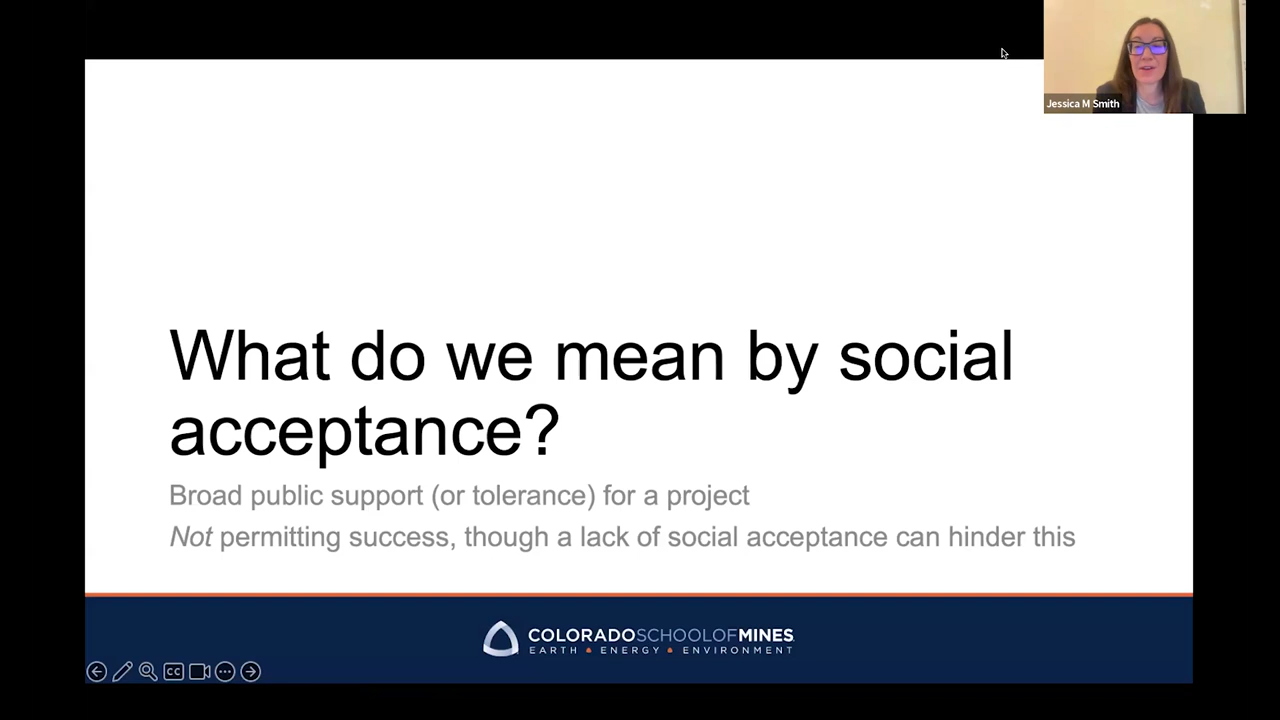 Jessica M Smith
What do we mean by social
acceptance?
Broad public support (or tolerance) for a project
Not permitting success, though a lack of social acceptance can hinder this
COLORADOSCHOOLOFMINES
EARTH • ENERGY • ENVIRONMENT
CC